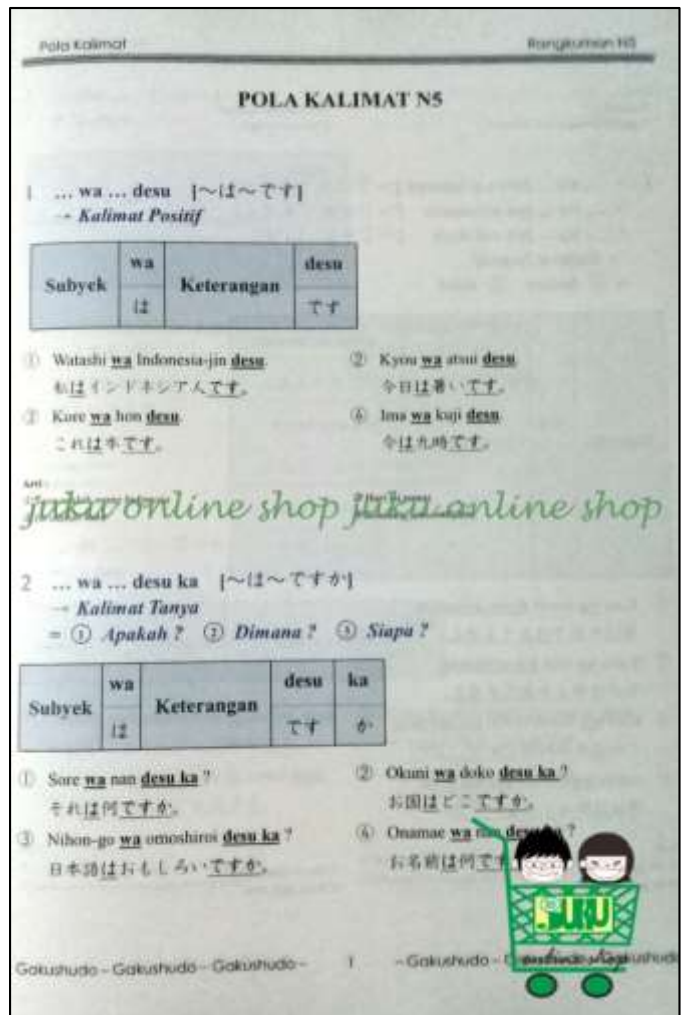 Pola Kalimat Rangkuman N5
POLA KALIMAT N5
1 ... wa ... desu [〜は〜です]
→ Kalimat Positif
Subyek wa Keterangan desu
は です
① Watashi wa Indonesia-jin desu.
私はインドネシア人です。
② Kyou wa atsui desu.
今日は暑いです。
③ Kore wa hon desu.
これは本です。
④ Ima wa kuji desu.
今は九時です。
Arti :
juku online shop juku online shop
2 ... wa ... desu ka [〜は〜ですか]
→ Kalimat Tanya
= ① Apakah ? ② Dimana ? ③ Siapa ?
Subyek wa Keterangan desu ka
は です か
① Sore wa nan desu ka ?
それは何ですか。
② Okuni wa doko desu ka ?
お国はどこですか。
③ Nihon-go wa omoshiroi desu ka ?
日本語はおもしろいですか。
④ Onamae wa nan desu ka ?
お名前は何です
JUKU
online shop
Gakushudo – Gakushudo – Gakushudo – 1 – Gakushudo –